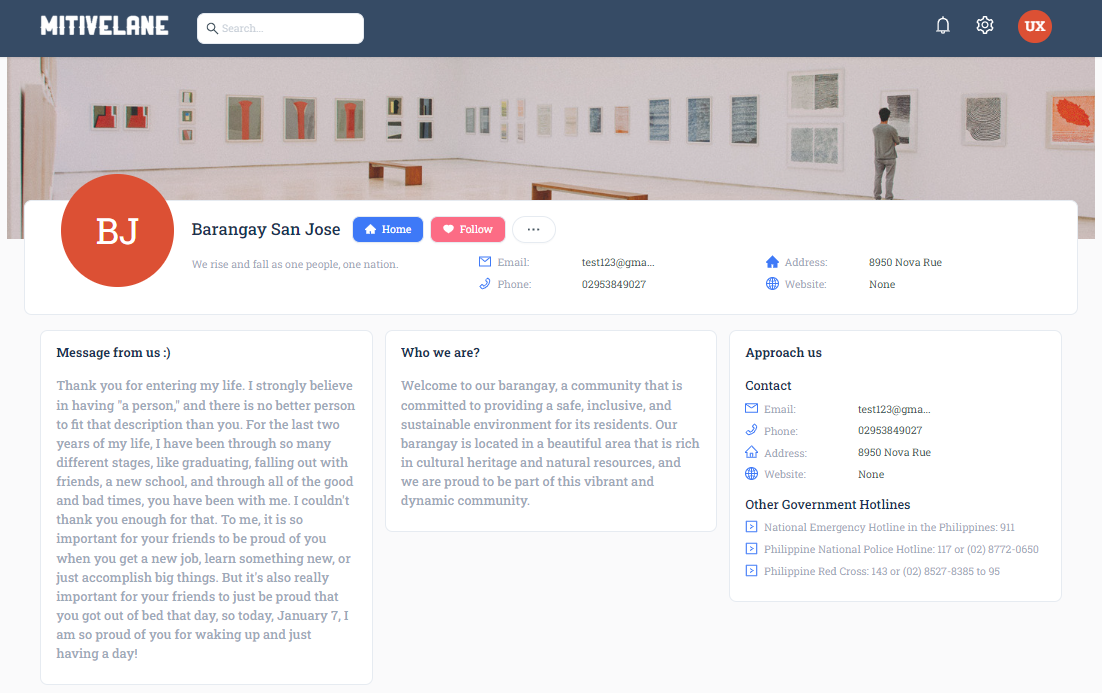 MITIVELANE
Search...
UX
BJ
Barangay San Jose
Home
Follow
...
We rise and fall as one people, one nation.
Email: test123@gma...
Phone: 02953849027
Address: 8950 Nova Rue
Website: None
Message from us :)
Thank you for entering my life. I strongly believe
in having "a person," and there is no better person
to fit that description than you. For the last two
years of my life, I have been through so many
different stages, like graduating, falling out with
friends, a new school, and through all of the good
and bad times, you have been with me. I couldn't
thank you enough for that. To me, it is so
important for your friends to be proud of you
when you get a new job, learn something new, or
just accomplish big things. But it's also really
important for your friends to just be proud that
you got out of bed that day, so today, January 7, I
am so proud of you for waking up and just
having a day!
Who we are?
Welcome to our barangay, a community that is
committed to providing a safe, inclusive, and
sustainable environment for its residents. Our
barangay is located in a beautiful area that is rich
in cultural heritage and natural resources, and
we are proud to be part of this vibrant and
dynamic community.
Approach us
Contact
Email: test123@gma...
Phone: 02953849027
Address: 8950 Nova Rue
Website: None
Other Government Hotlines
National Emergency Hotline in the Philippines: 911
Philippine National Police Hotline: 117 or (02) 8772-0650
Philippine Red Cross: 143 or (02) 8527-8385 to 95